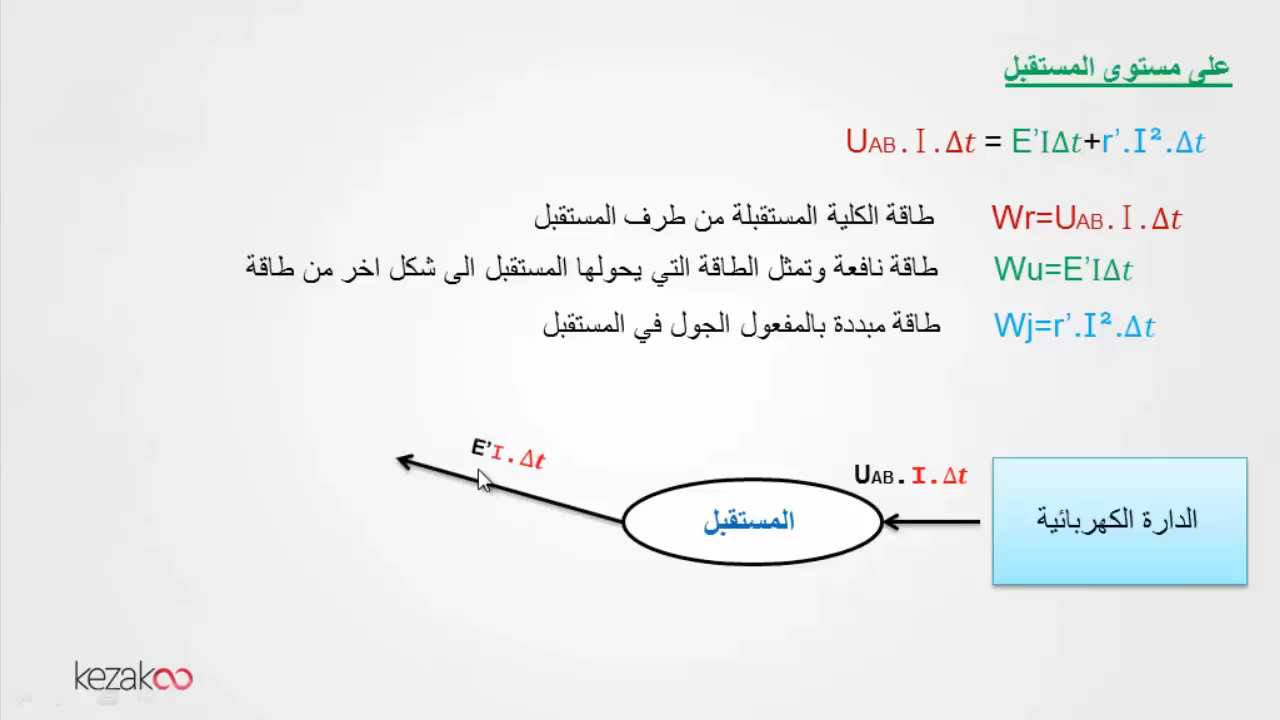 على مستوى المستقبل
UAB.I.Δt = E’IΔt+r’.I².Δt
Wr=UAB.I.Δt طاقة الكلية المستقبلة من طرف المستقبل
Wu=E’IΔt طاقة نافعة وتمثل الطاقة التي يحولها المستقبل الى شكل اخر من طاقة
Wj=r’.I².Δt طاقة مبددة بالمفعول الجول في المستقبل
E’I.Δt
UAB.I.Δt
الدارة الكهربائية
المستقبل
kezakoo